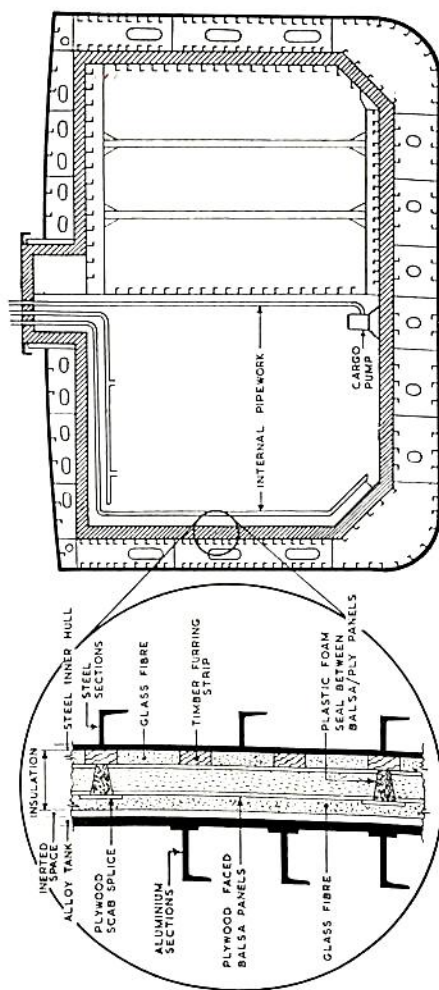 INSULATION
INERTED
SPACE
ALLOY TANK
STEEL INNER HULL
STEEL
SECTIONS
PLYWOOD
SCAB SPLICE
GLASS FIBRE
ALUMINIUM
SECTIONS
TIMBER FURRING
STRIP
PLYWOOD FACED
BALSA PANELS
GLASS FIBRE
PLASTIC FOAM
SEAL BETWEEN
BALSA/PLY PANELS
INTERNAL PIPEWORK
CARGO
PUMP